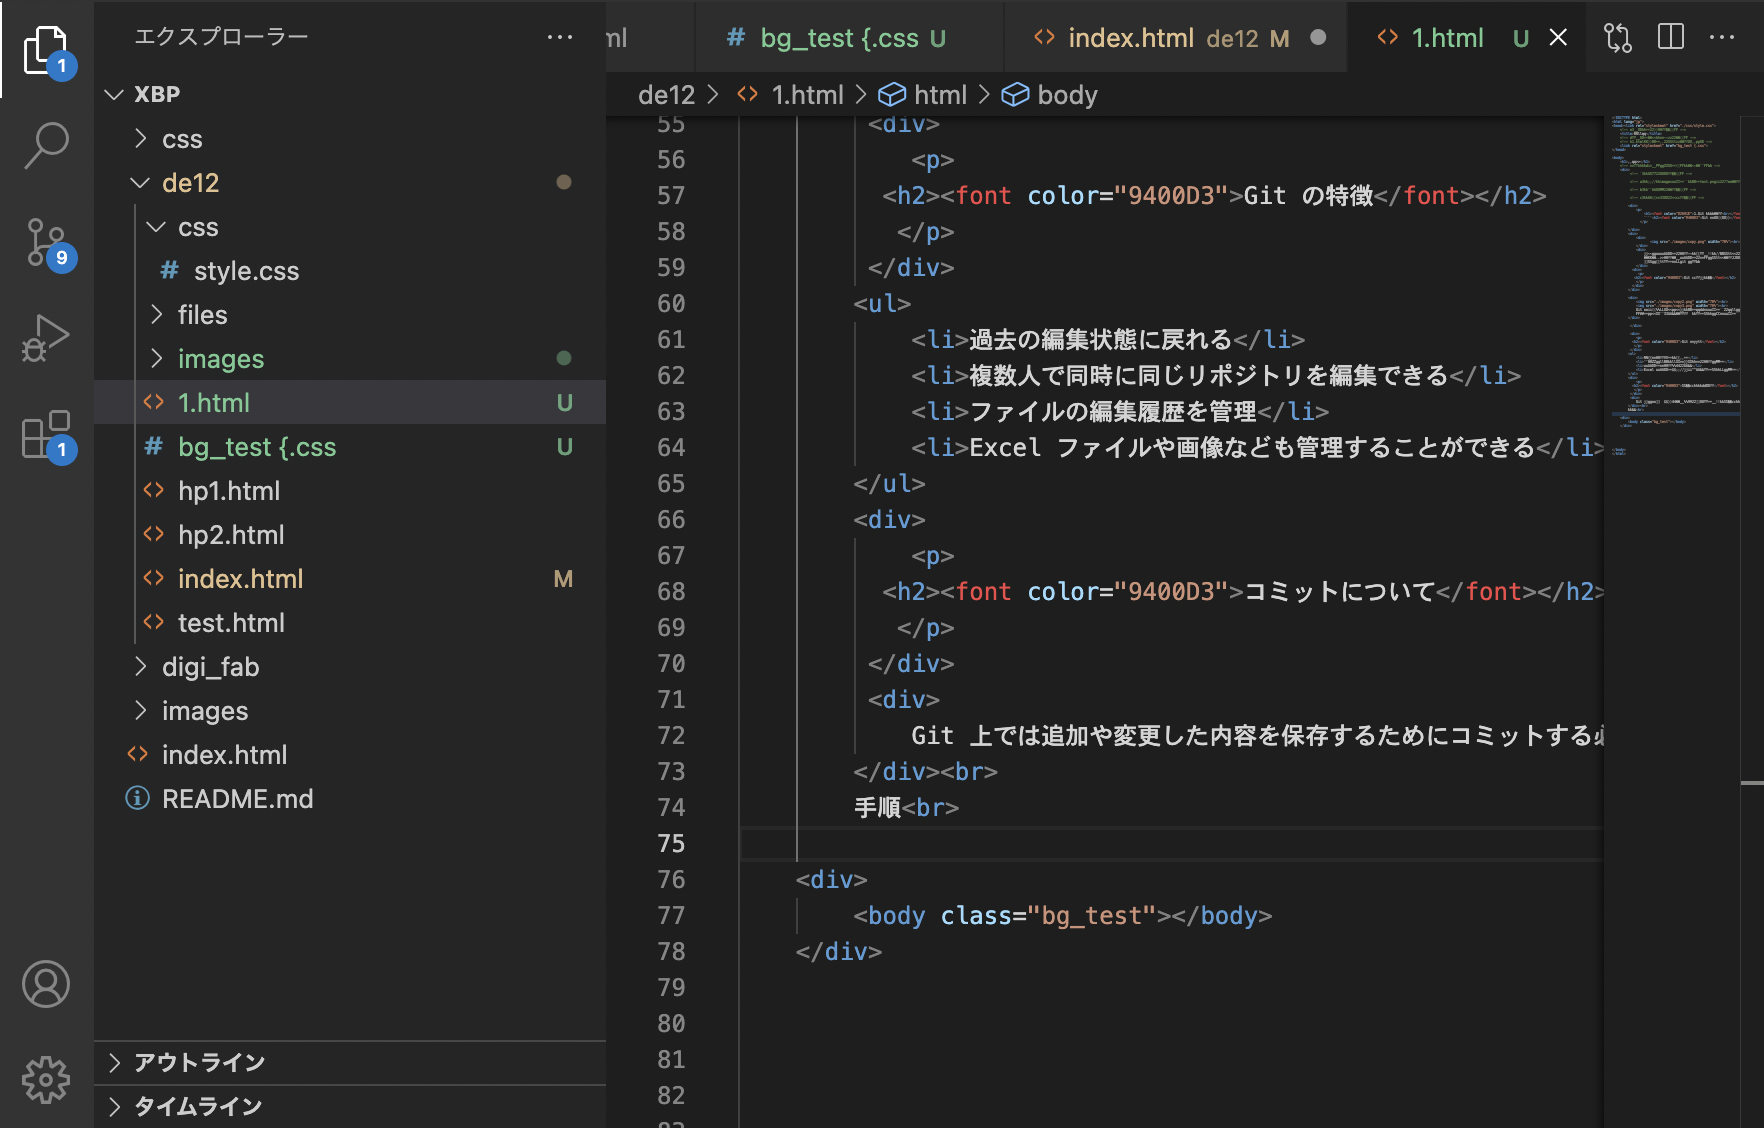 エクスプローラー
XBP
css
de12
css
style.css
files
images
1.html U
bg_test {.css U
hp1.html
hp2.html
index.html M
test.html
digi_fab
images
index.html
README.md
アウトライン
タイムライン
1
9
1
ml
bg_test {.css U
index.html de12 M
1.html U
de12 > 1.html > html > body
55 <div>
56 <p>
57 <h2><font color="9400D3">Git の特徴</font></h2>
58 </p>
59 </div>
60 <ul>
61 <li>過去の編集状態に戻れる</li>
62 <li>複数人で同時に同じリポジトリを編集できる</li>
63 <li>ファイルの編集履歴を管理</li>
64 <li>Excel ファイルや画像なども管理することができる</li>
65 </ul>
66 <div>
67 <p>
68 <h2><font color="9400D3">コミットについて</font></h2>
69 </p>
70 </div>
71 <div>
72 Git 上では追加や変更した内容を保存するためにコミットする必
73 </div><br>
74 手順<br>
75
76 <div>
77 <body class="bg_test"></body>
78 </div>
79
80
81
82